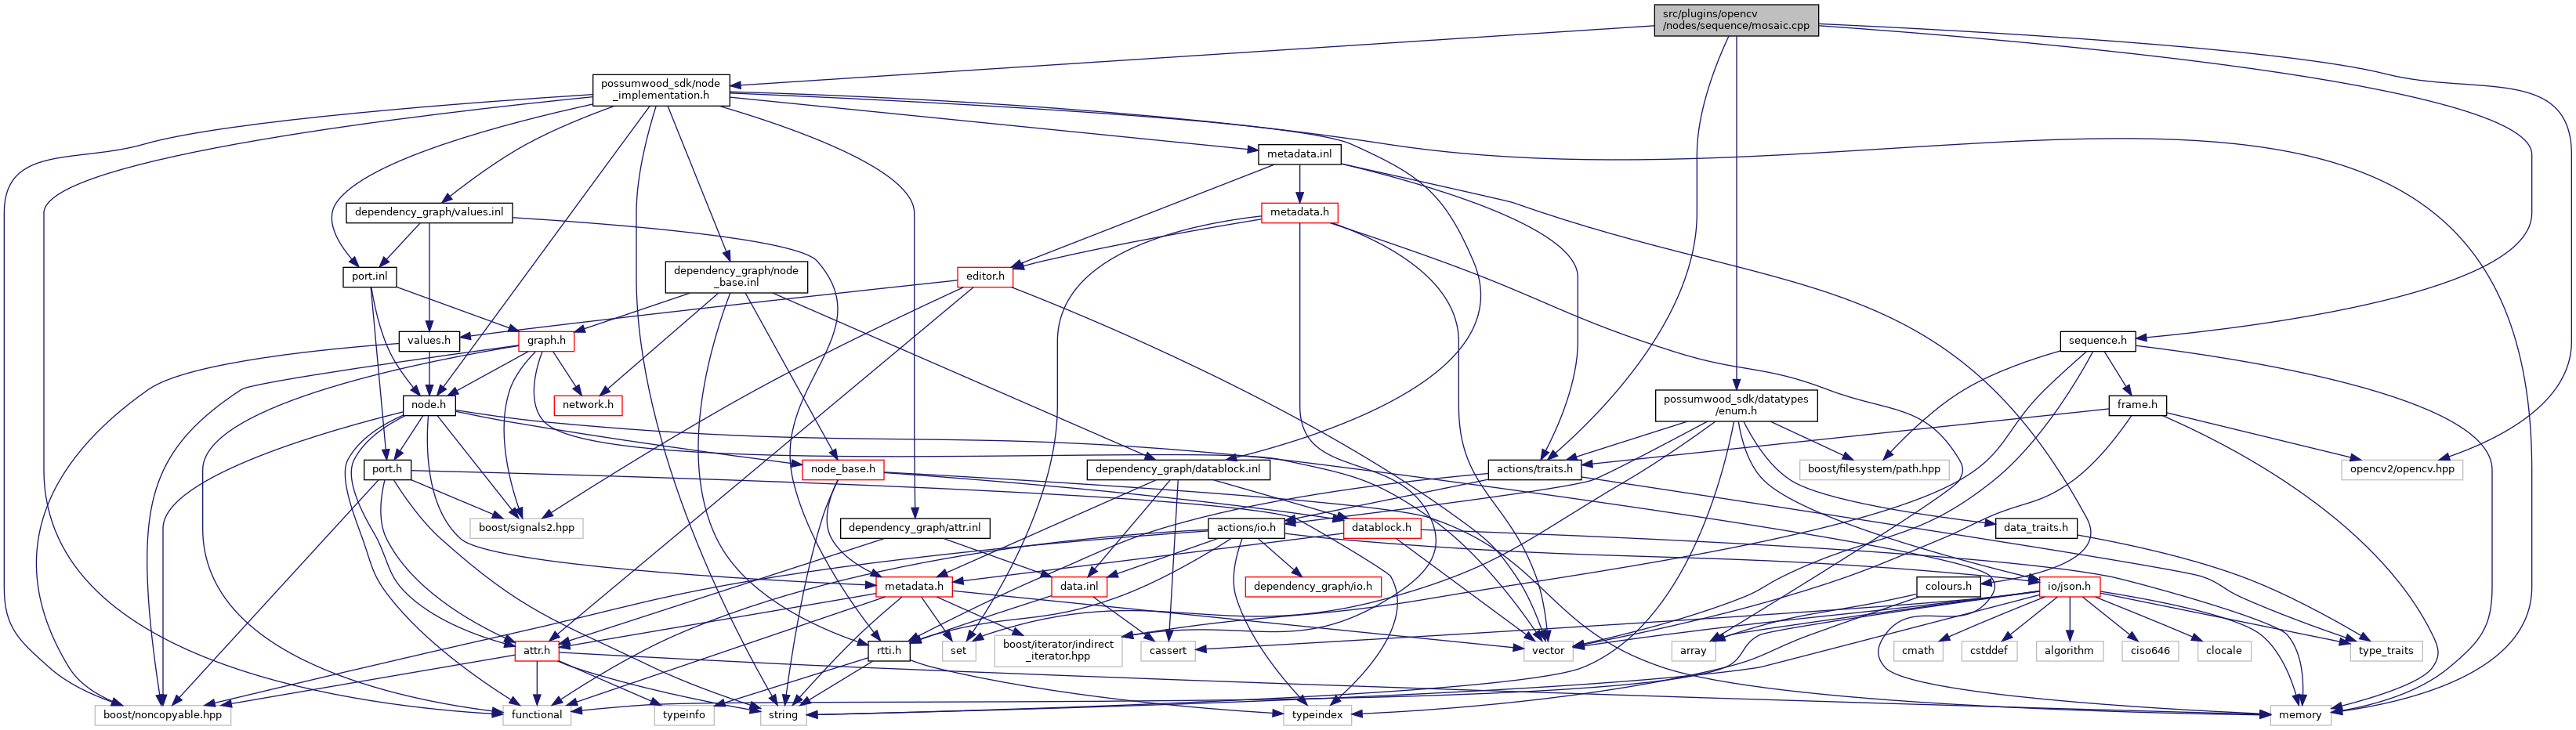 src/plugins/opencv
/nodes/sequence/mosaic.cpp
possumwood_sdk/node
_implementation.h
metadata.inl
dependency_graph/values.inl
metadata.h
port.inl
dependency_graph/node
_base.inl
editor.h
values.h
graph.h
sequence.h
node.h
network.h
possumwood_sdk/datatypes
/enum.h
frame.h
port.h
node_base.h
dependency_graph/datablock.inl
actions/traits.h
boost/filesystem/path.hpp
opencv2/opencv.hpp
boost/signals2.hpp
dependency_graph/attr.inl
actions/io.h
datablock.h
data_traits.h
metadata.h
data.inl
dependency_graph/io.h
colours.h
io/json.h
attr.h
rtti.h
set
boost/iterator/indirect
_iterator.hpp
cassert
vector
array
cmath
cstddef
algorithm
ciso646
clocale
type_traits
boost/noncopyable.hpp
functional
typeinfo
string
typeindex
memory